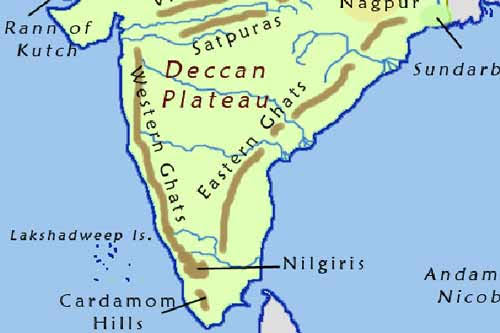 Nagpur
Rann of
Kutch
Satpuras
Sundarb
Deccan
Plateau
Western Ghats
Eastern Ghats
Lakshadweep Is.
Nilgiris
Andam
Nicob
Cardamom
Hills